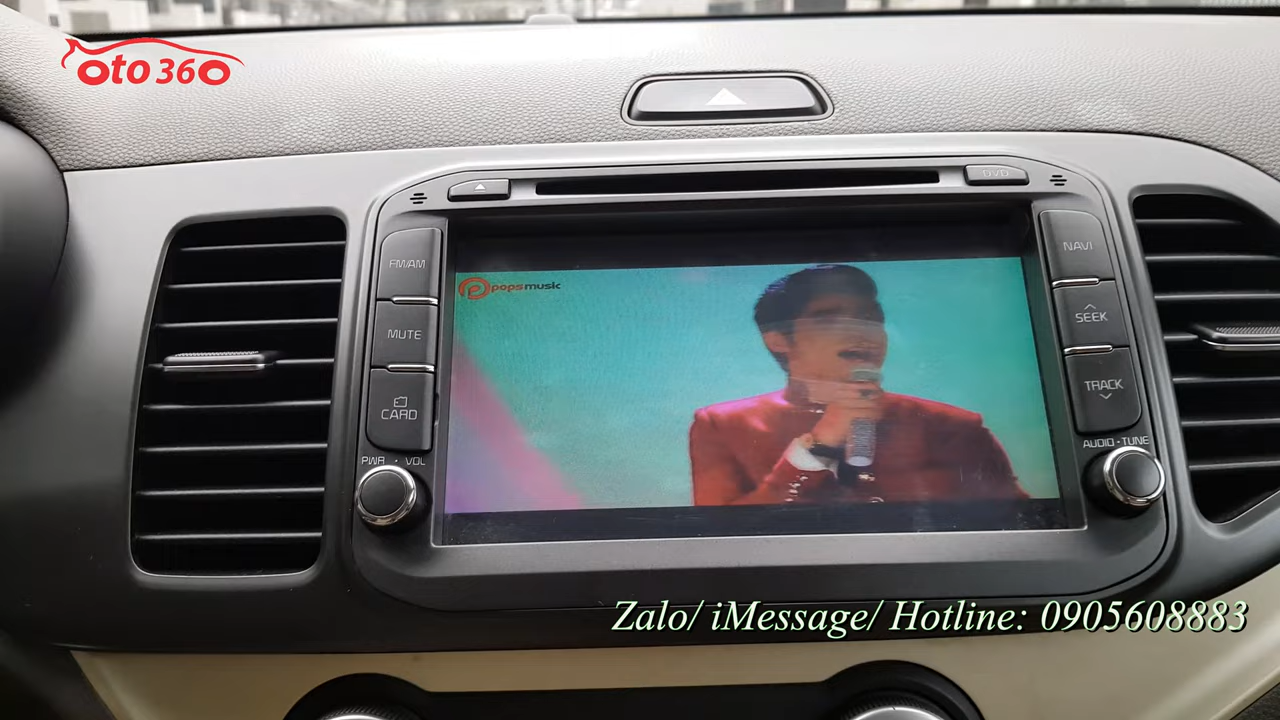 oto 360
DVD
FM/AM
MUTE
CARD
PWR · VOL
popsmusic
NAVI
SEEK
TRACK
AUDIO · TUNE
Zalo/ iMessage/ Hotline: 0905608883